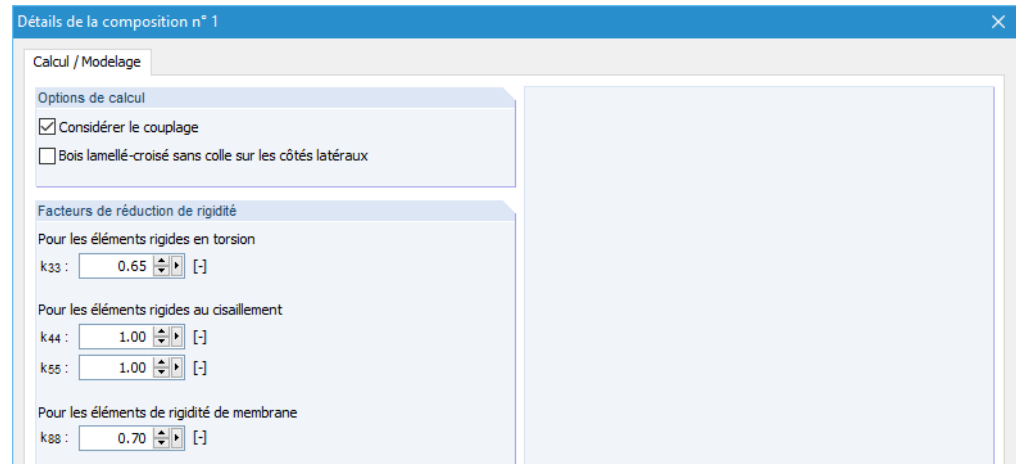 Détails de la composition n° 1
Calcul / Modelage
Options de calcul
Considérer le couplage
Bois lamellé-croisé sans colle sur les côtés latéraux
Facteurs de réduction de rigidité
Pour les éléments rigides en torsion
k33 : 0.65 [-]
Pour les éléments rigides au cisaillement
k44 : 1.00 [-]
k55 : 1.00 [-]
Pour les éléments de rigidité de membrane
k88 : 0.70 [-]